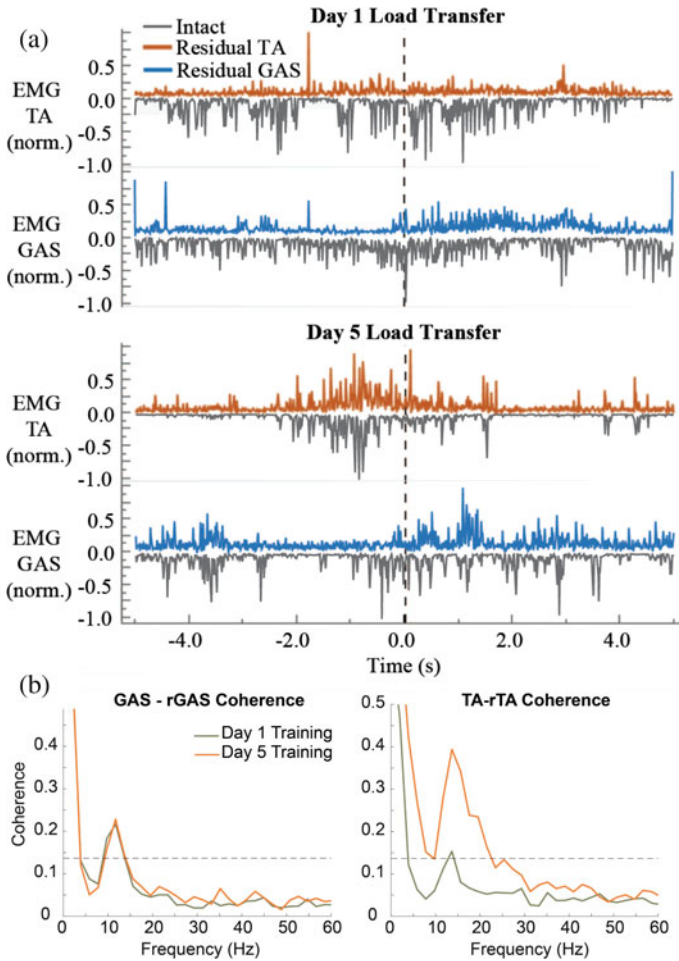 (a)
Day 1 Load Transfer
Intact
Residual TA
Residual GAS
EMG
TA
(norm.)
0.5
0.0
-0.5
-1.0
EMG
GAS
(norm.)
0.5
0.0
-0.5
-1.0
Day 5 Load Transfer
EMG
TA
(norm.)
0.5
0.0
-0.5
-1.0
EMG
GAS
(norm.)
0.5
0.0
-0.5
-1.0
-4.0 -2.0 0.0 2.0 4.0
Time (s)
(b)
GAS - rGAS Coherence
Day 1 Training
Day 5 Training
Coherence
0.4
0.3
0.2
0.1
0
0 10 20 30 40 50 60
Frequency (Hz)
TA-rTA Coherence
0.5
0.4
0.3
0.2
0.1
0
0 10 20 30 40 50 60
Frequency (Hz)